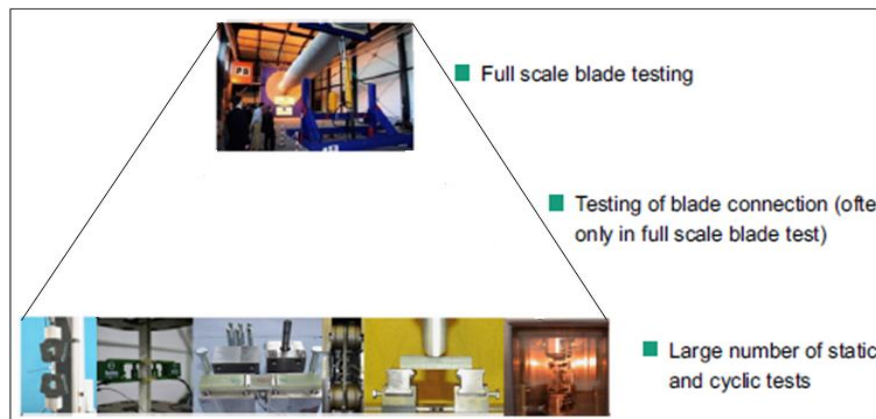 P8
Full scale blade testing
Testing of blade connection (ofte
only in full scale blade test)
Large number of static
and cyclic tests